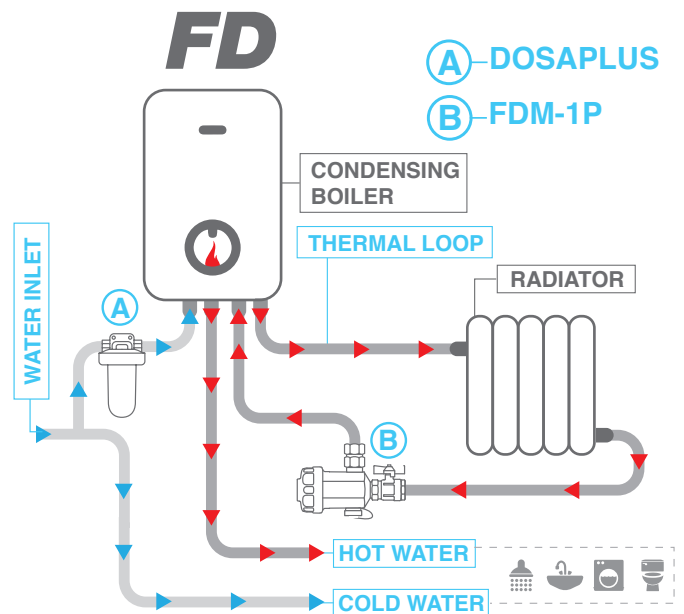 FD
A DOSAPLUS
B FDM-1P
CONDENSING
BOILER
THERMAL LOOP
RADIATOR
WATER INLET
A
B
HOT WATER
COLD WATER